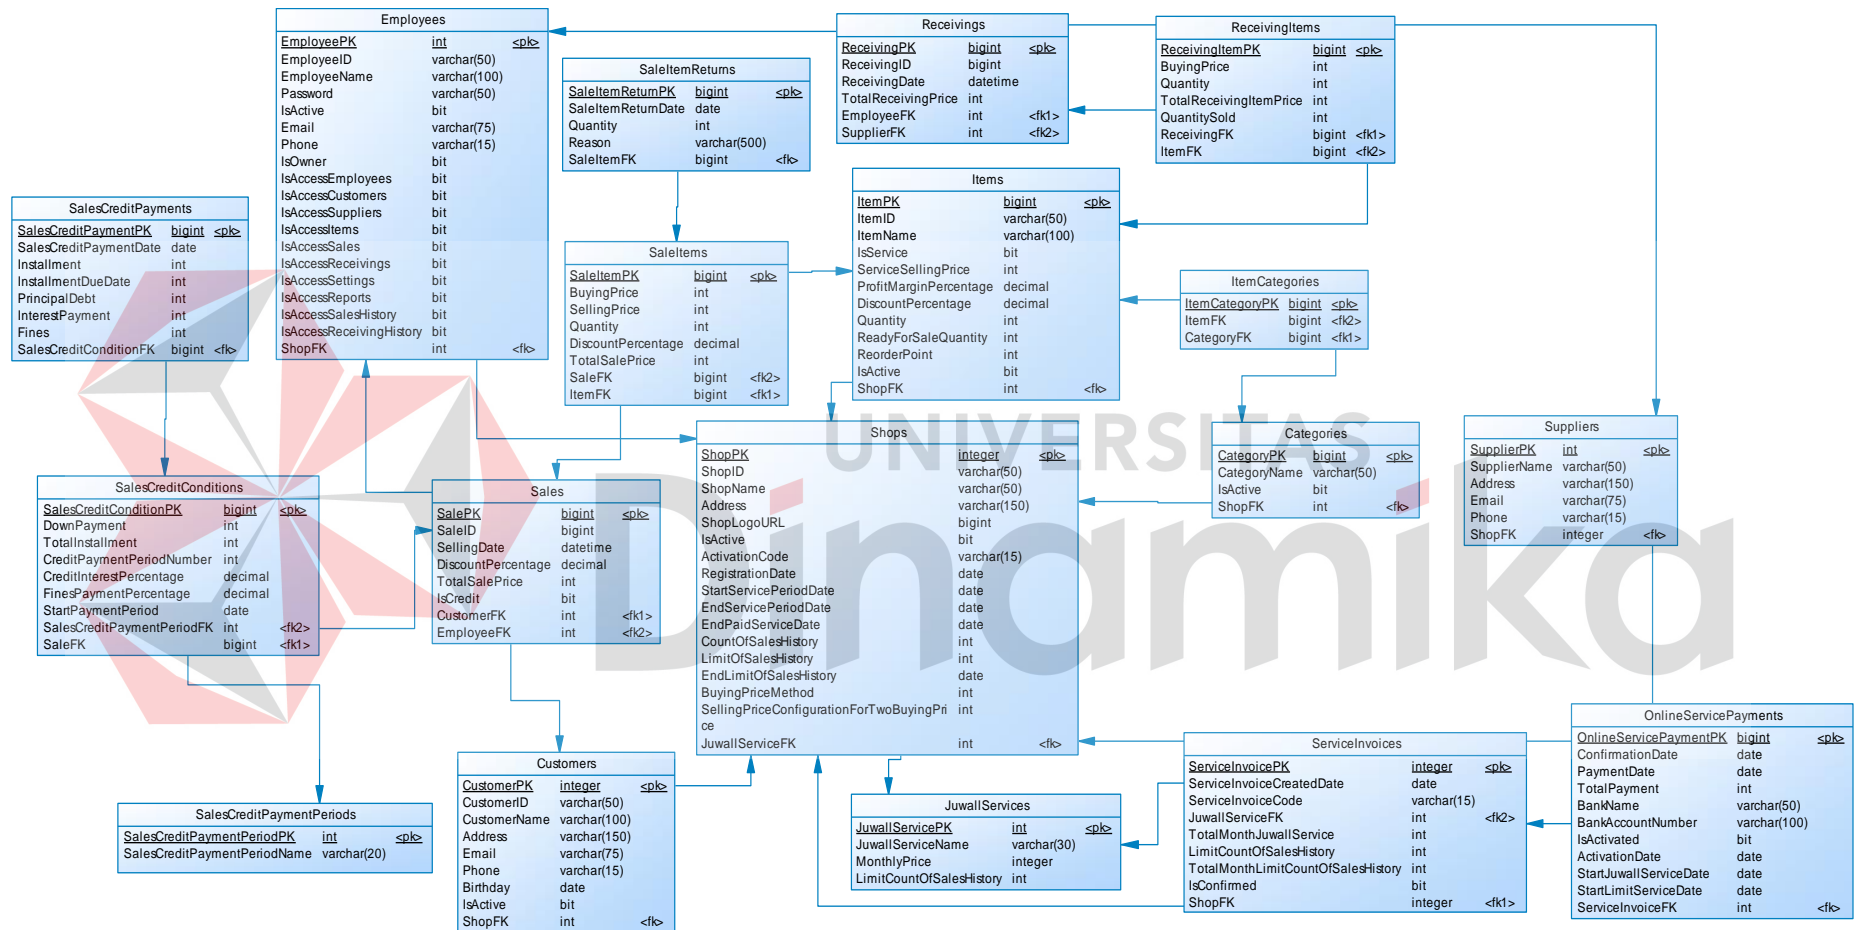 Employees
EmployeePK int <pk>
EmployeeID varchar(50)
EmployeeName varchar(100)
Password varchar(50)
IsActive bit
Email varchar(75)
Phone varchar(15)
IsOwner bit
IsAccessEmployees bit
IsAccessCustomers bit
IsAccessSuppliers bit
IsAccessItems bit
IsAccessSales bit
IsAccessReceivings bit
IsAccessSettings bit
IsAccessReports bit
IsAccessSalesHistory bit
IsAccessReceivingHistory bit
ShopFK int <fk>
Receivings
ReceivingPK bigint <pk>
ReceivingID bigint
ReceivingDate datetime
TotalReceivingPrice int
EmployeeFK int <fk1>
SupplierFK int <fk2>
ReceivingItems
ReceivingItemPK bigint <pk>
BuyingPrice int
Quantity int
TotalReceivingItemPrice int
QuantitySold int
ReceivingFK bigint <fk1>
ItemFK bigint <fk2>
SaleItemReturns
SaleItemReturnPK bigint <pk>
SaleItemReturnDate date
Quantity int
Reason varchar(500)
SaleItemFK bigint <fk>
Items
ItemPK bigint <pk>
ItemID varchar(50)
ItemName varchar(100)
IsService bit
ServiceSellingPrice int
ProfitMarginPercentage decimal
DiscountPercentage decimal
Quantity int
ReadyForSaleQuantity int
ReorderPoint int
IsActive bit
ShopFK int <fk>
SalesCreditPayments
SalesCreditPaymentPK bigint <pk>
SalesCreditPaymentDate date
Installment int
InstallmentDueDate int
PrincipalDebt int
InterestPayment int
Fines int
SalesCreditConditionFK bigint <fk>
SaleItems
SaleItemPK bigint <pk>
BuyingPrice int
SellingPrice int
Quantity int
DiscountPercentage decimal
TotalSalePrice int
SaleFK bigint <fk2>
ItemFK bigint <fk1>
ItemCategories
ItemCategoryPK bigint <pk>
ItemFK bigint <fk2>
CategoryFK bigint <fk1>
UNIVERSITAS
Dinamika
Shops
ShopPK integer <pk>
ShopID varchar(50)
ShopName varchar(50)
Address varchar(150)
ShopLogoURL bigint
IsActive bit
ActivationCode varchar(15)
RegistrationDate date
StartServicePeriodDate date
EndServicePeriodDate date
EndPaidServiceDate date
CountOfSalesHistory int
LimitOfSalesHistory int
EndLimitOfSalesHistory date
BuyingPriceMethod int
SellingPriceConfigurationForTwoBuyingPri int
ce
JuwallServiceFK int <fk>
Categories
CategoryPK bigint <pk>
CategoryName varchar(50)
IsActive bit
ShopFK int <fk>
Suppliers
SupplierPK int <pk>
SupplierName varchar(50)
Address varchar(150)
Email varchar(75)
Phone varchar(15)
ShopFK integer <fk>
SalesCreditConditions
SalesCreditConditionPK bigint <pk>
DownPayment int
TotalInstallment int
CreditPaymentPeriodNumber int
CreditInterestPercentage decimal
FinesPaymentPercentage decimal
StartPaymentPeriod date
SalesCreditPaymentPeriodFK int <fk2>
SaleFK bigint <fk1>
Sales
SalePK bigint <pk>
SaleID bigint
SellingDate datetime
DiscountPercentage decimal
TotalSalePrice int
IsCredit bit
CustomerFK int <fk1>
EmployeeFK int <fk2>
SalesCreditPaymentPeriods
SalesCreditPaymentPeriodPK int <pk>
SalesCreditPaymentPeriodName varchar(20)
Customers
CustomerPK integer <pk>
CustomerID varchar(50)
CustomerName varchar(100)
Address varchar(150)
Email varchar(75)
Phone varchar(15)
Birthday date
IsActive bit
ShopFK int <fk>
JuwallServices
JuwallServicePK int <pk>
JuwallServiceName varchar(30)
MonthlyPrice integer
LimitCountOfSalesHistory int
ServiceInvoices
ServiceInvoicePK integer <pk>
ServiceInvoiceCreatedDate date
ServiceInvoiceCode varchar(15)
JuwallServiceFK int <fk2>
TotalMonthJuwallService int
LimitCountOfSalesHistory int
TotalMonthLimitCountOfSalesHistory int
IsConfirmed bit
ShopFK integer <fk1>
OnlineServicePayments
OnlineServicePaymentPK bigint <pk>
ConfirmationDate date
PaymentDate date
TotalPayment int
BankName varchar(50)
BankAccountNumber varchar(100)
IsActivated bit
ActivationDate date
StartJuwallServiceDate date
StartLimitServiceDate date
ServiceInvoiceFK int <fk>